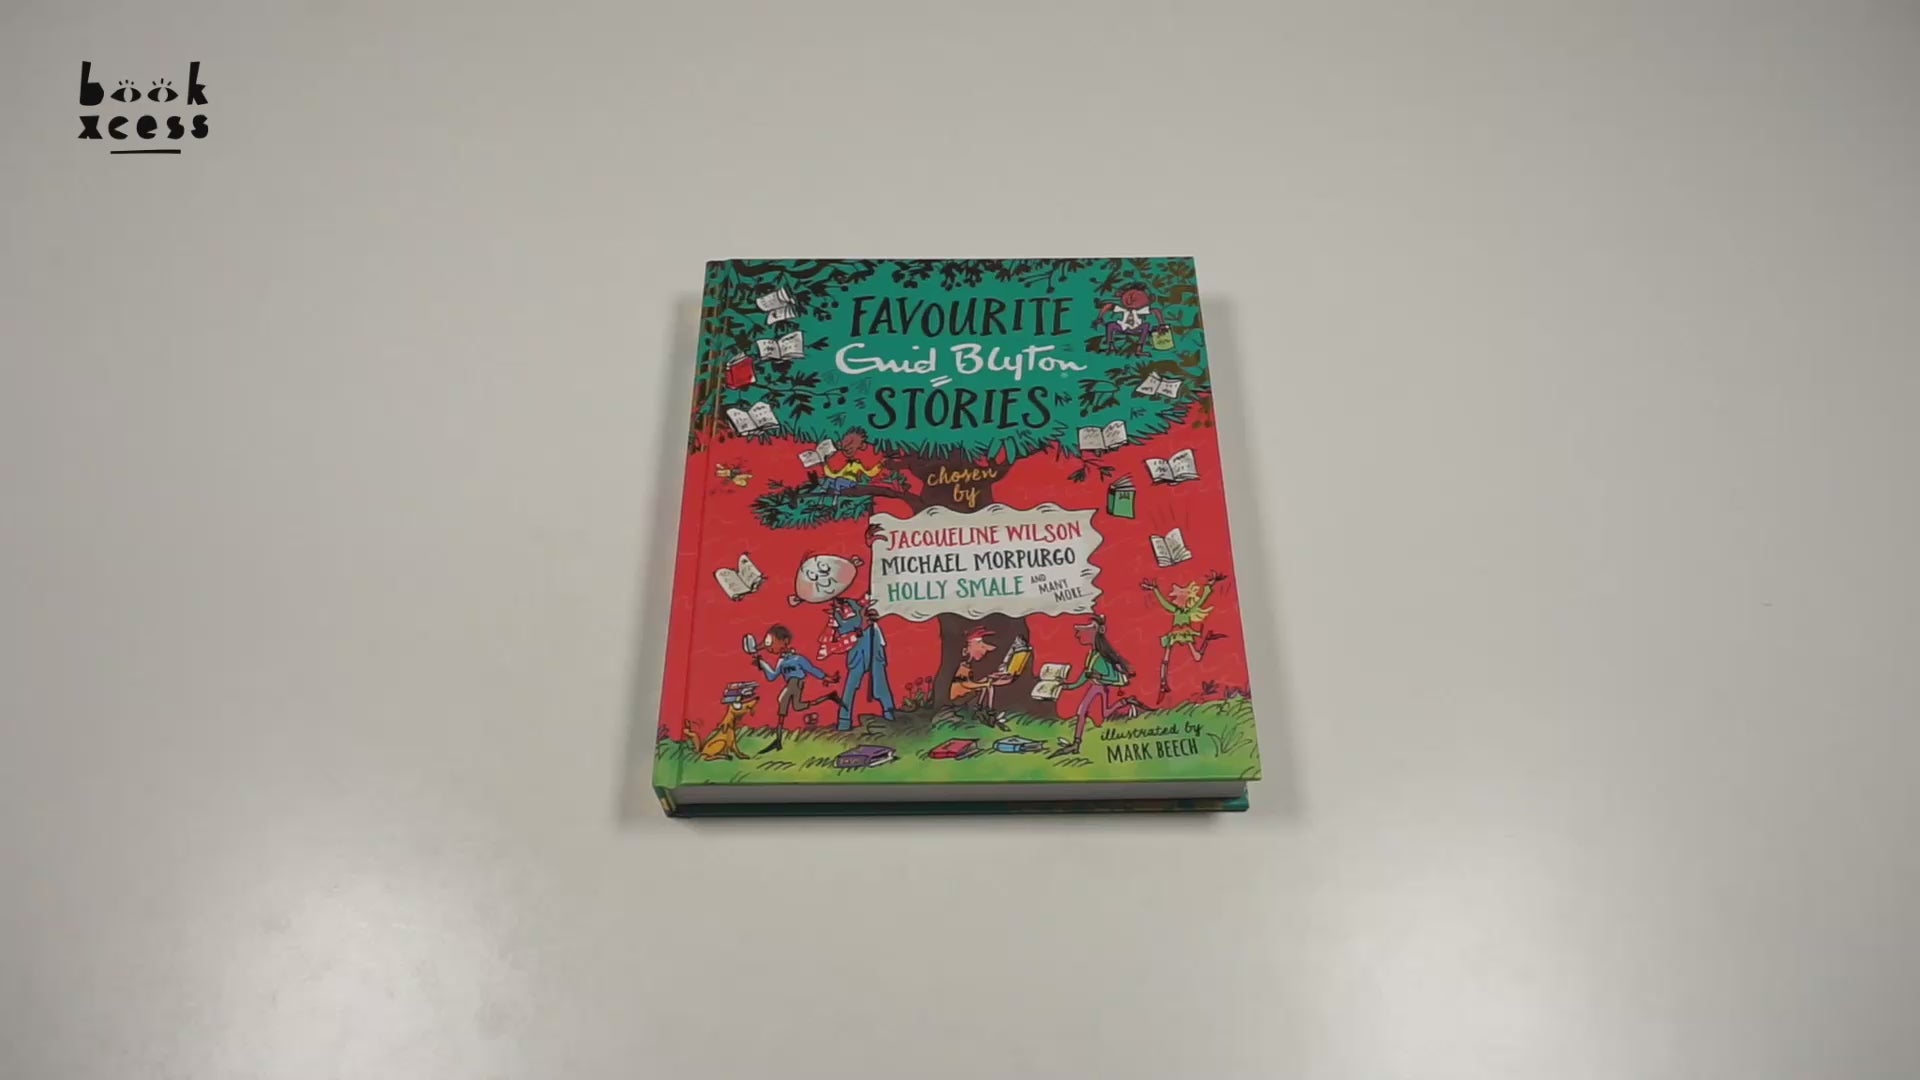 book
xcess
FAVOURITE
Enid Blyton
STORIES
chosen
by
JACQUELINE WILSON
MICHAEL MORPURGO
HOLLY SMALE AND
MANY
MORE...
illustrated by
MARK BEECH